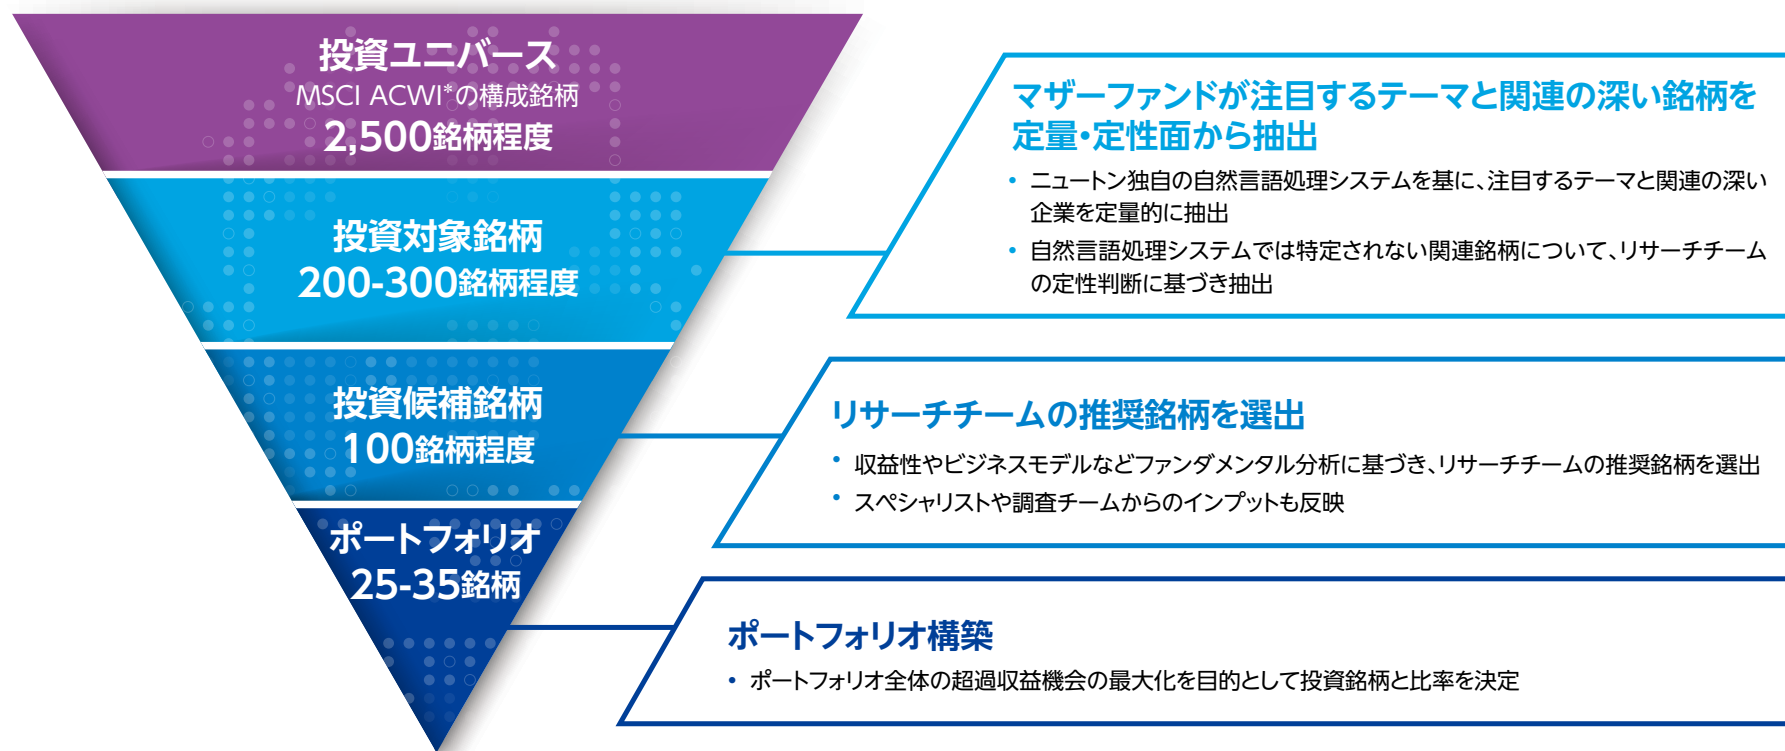 投資ユニバース
MSCI ACWI*の構成銘柄
2,500銘柄程度
マザーファンドが注目するテーマと関連の深い銘柄を
定量・定性面から抽出
• ニュートン独自の自然言語処理システムを基に、注目するテーマと関連の深い
企業を定量的に抽出
• 自然言語処理システムでは特定されない関連銘柄について、リサーチチーム
の定性判断に基づき抽出
投資対象銘柄
200-300銘柄程度
投資候補銘柄
100銘柄程度
リサーチチームの推奨銘柄を選出
• 収益性やビジネスモデルなどファンダメンタル分析に基づき、リサーチチームの推奨銘柄を選出
• スペシャリストや調査チームからのインプットも反映
ポートフォリオ
25-35銘柄
ポートフォリオ構築
• ポートフォリオ全体の超過収益機会の最大化を目的として投資銘柄と比率を決定